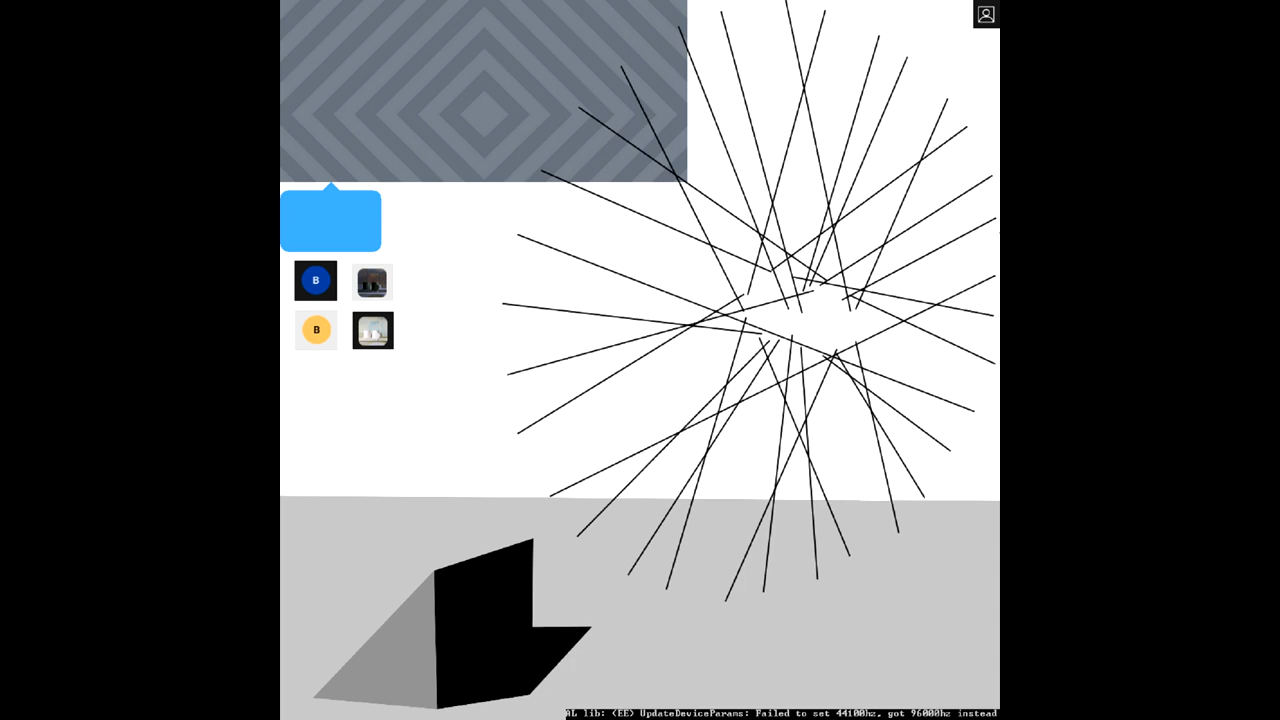 B
B
AL lib: (EE) UpdateDeviceParams: Failed to set 44100hz, got 96000hz instead